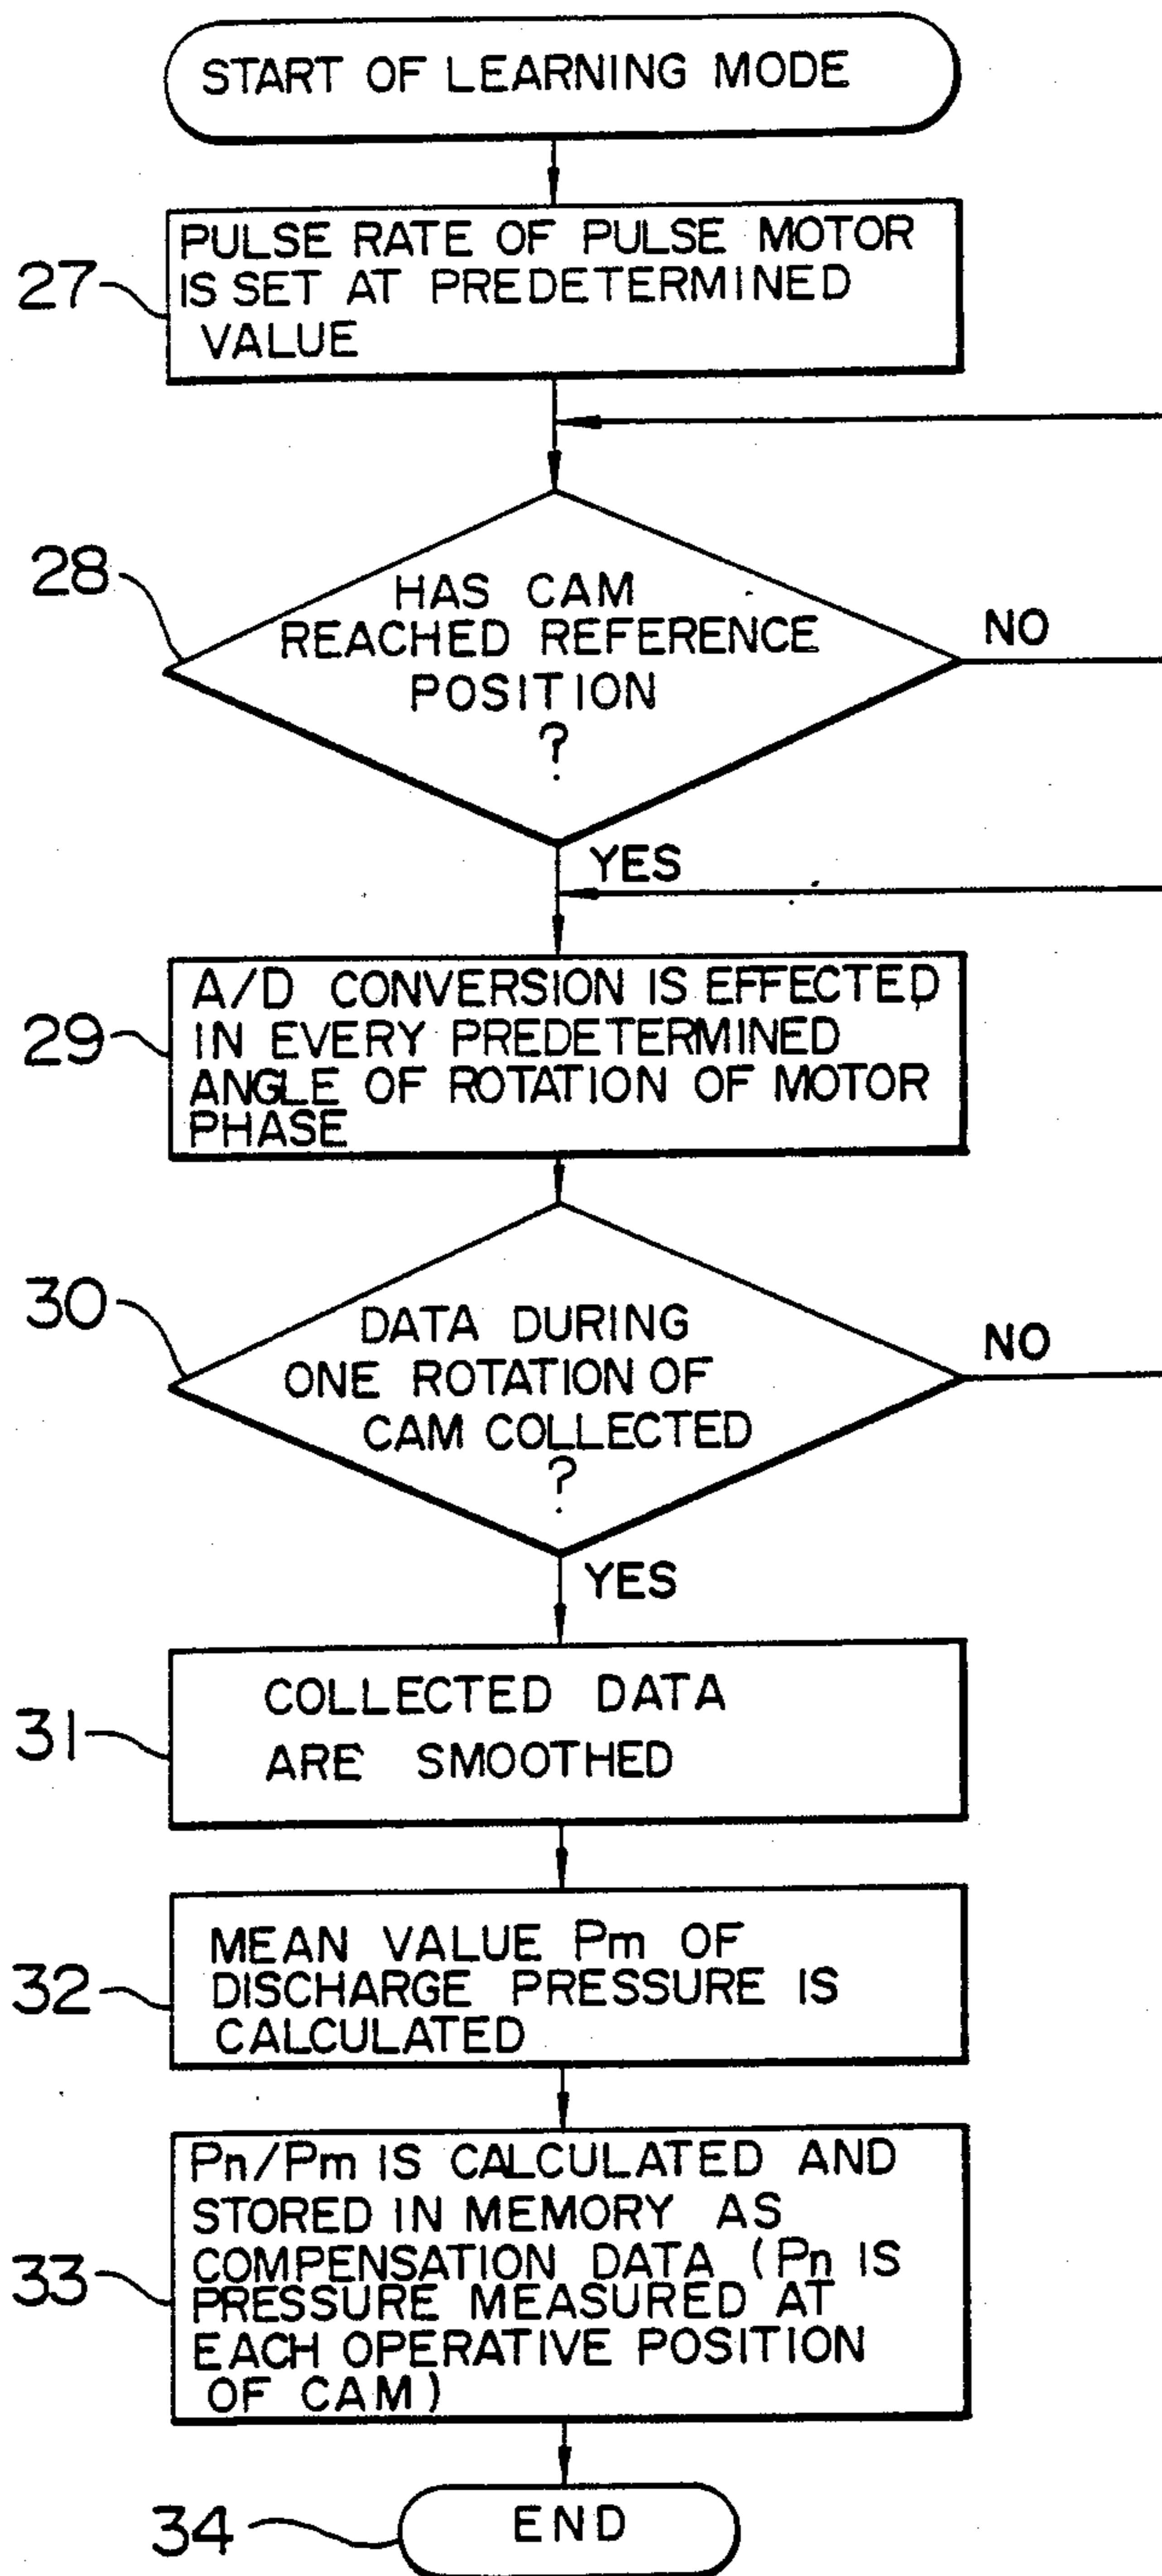 START OF LEARNING MODE
27
PULSE RATE OF PULSE MOTOR
IS SET AT PREDETERMINED
VALUE
28
HAS CAM
REACHED REFERENCE
POSITION
?
NO
YES
29
A/D CONVERSION IS EFFECTED
IN EVERY PREDETERMINED
ANGLE OF ROTATION OF MOTOR
PHASE
30
DATA DURING
ONE ROTATION OF
CAM COLLECTED
?
NO
YES
31
COLLECTED DATA
ARE SMOOTHED
32
MEAN VALUE Pm OF
DISCHARGE PRESSURE IS
CALCULATED
33
Pn/Pm IS CALCULATED AND
STORED IN MEMORY AS
COMPENSATION DATA (Pn IS
PRESSURE MEASURED AT
EACH OPERATIVE POSITION
OF CAM)
34
END